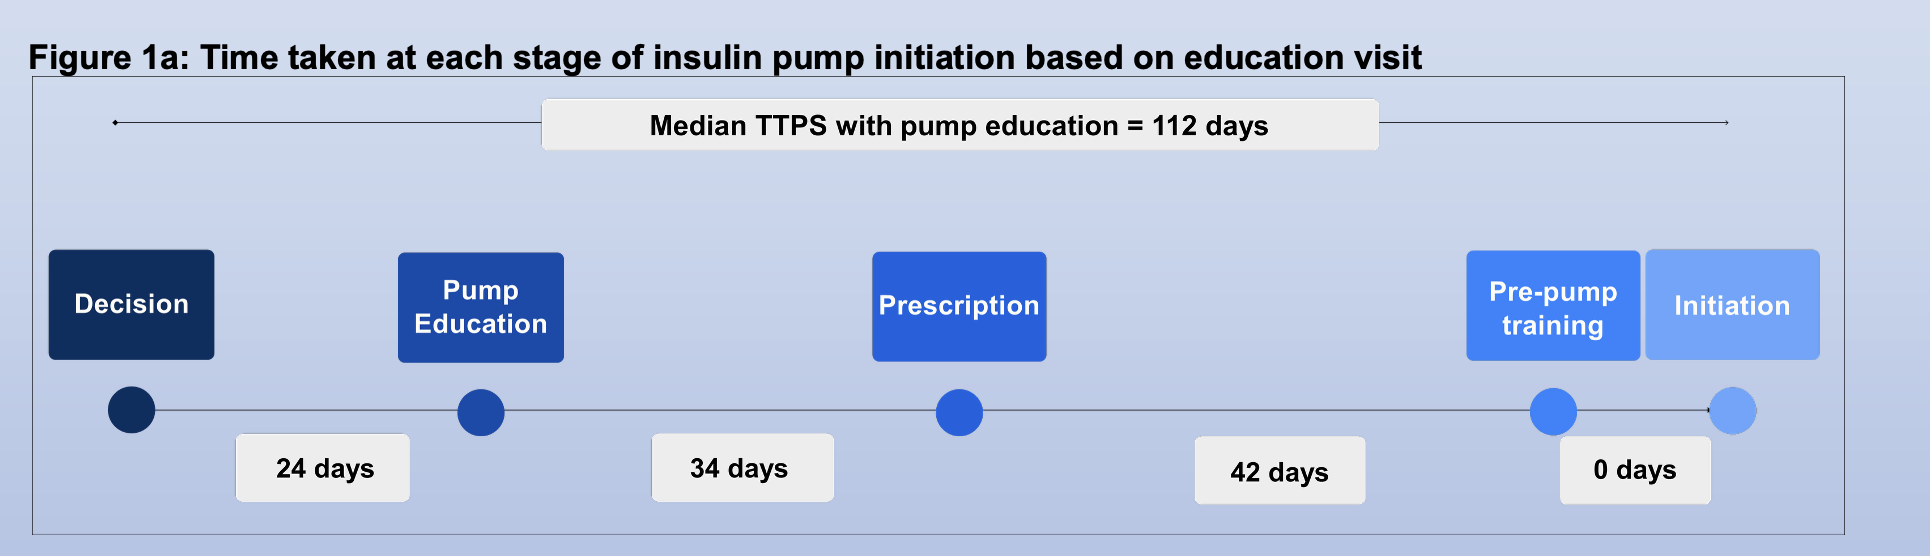 Figure 1a: Time taken at each stage of insulin pump initiation based on education visit
Median TTPS with pump education = 112 days
Decision
Pump
Education
Prescription
Pre-pump
training
Initiation
24 days
34 days
42 days
0 days